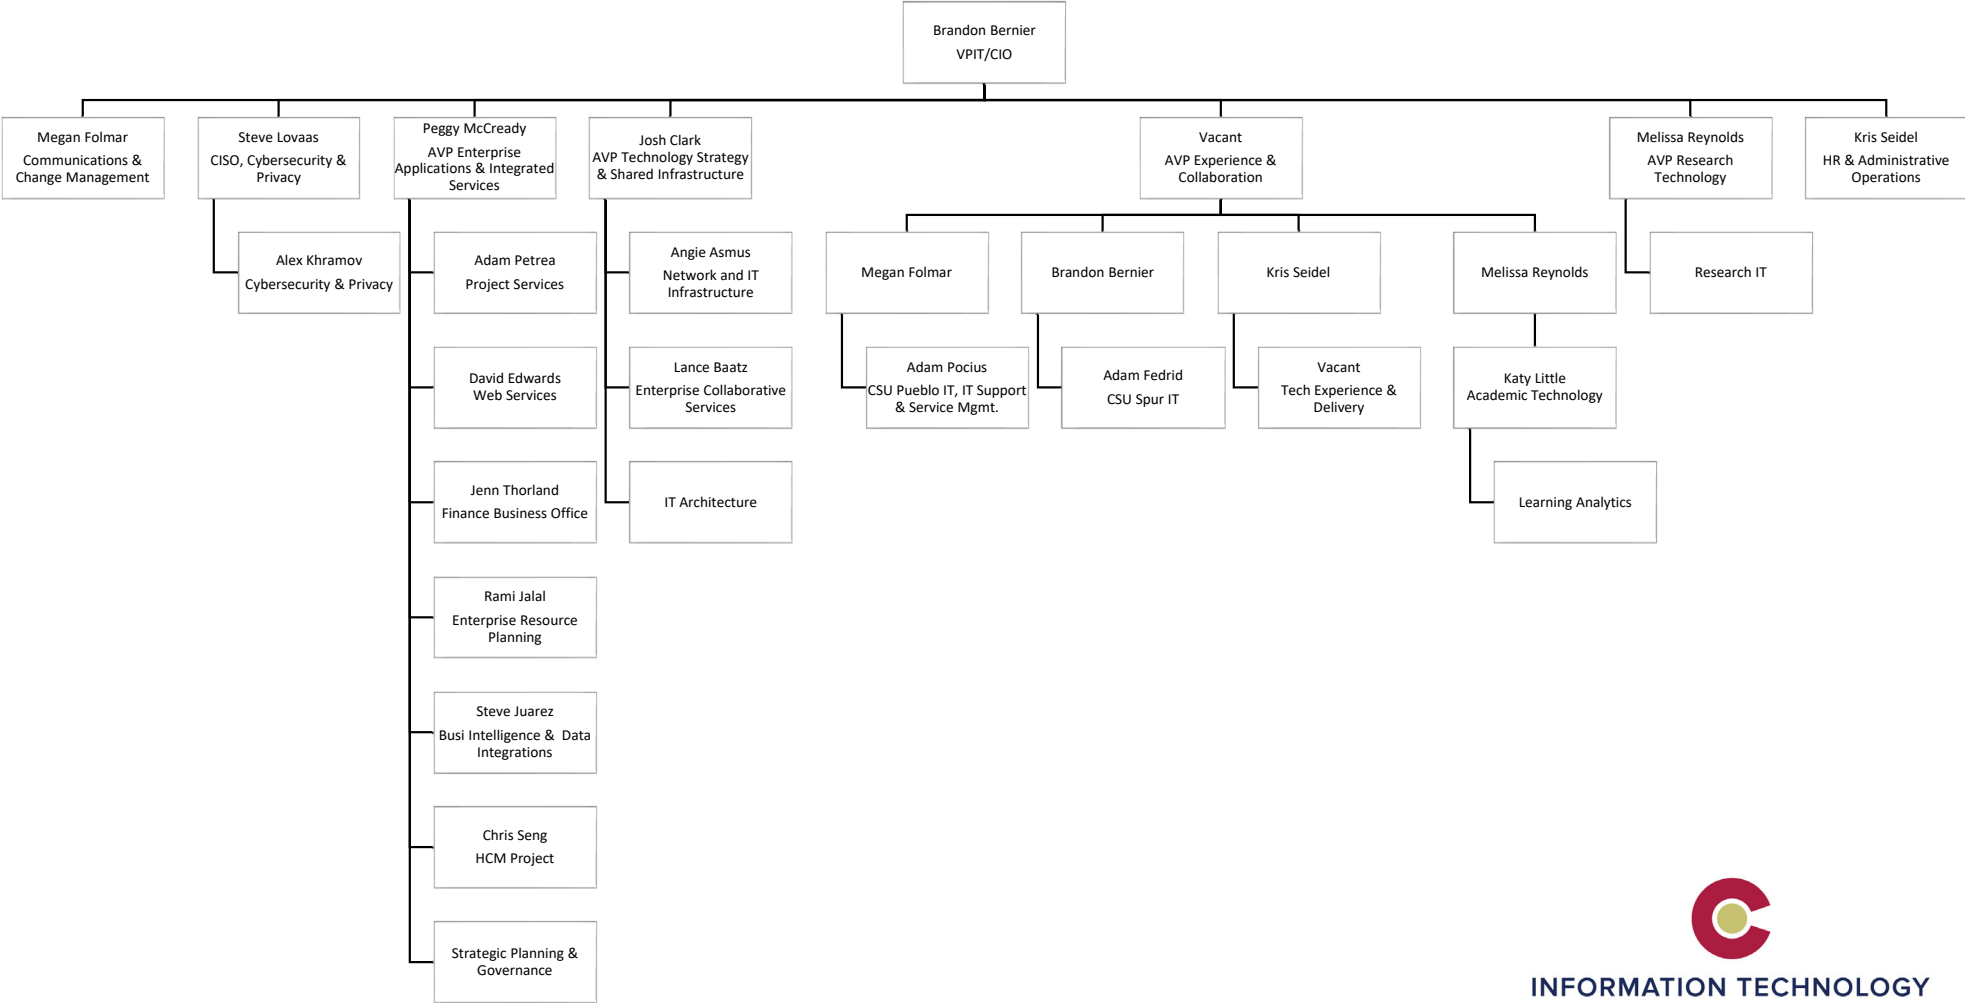 Brandon Bernier
VPIT/CIO
Megan Folmar
Communications &
Change Management
Steve Lovaas
CISO, Cybersecurity &
Privacy
Peggy McCready
AVP Enterprise
Applications & Integrated
Services
Josh Clark
AVP Technology Strategy
& Shared Infrastructure
Vacant
AVP Experience &
Collaboration
Melissa Reynolds
AVP Research
Technology
Kris Seidel
HR & Administrative
Operations
Alex Khramov
Cybersecurity & Privacy
Adam Petrea
Project Services
Angie Asmus
Network and IT
Infrastructure
Megan Folmar
Brandon Bernier
Kris Seidel
Melissa Reynolds
Research IT
David Edwards
Web Services
Lance Baatz
Enterprise Collaborative
Services
Adam Pocius
CSU Pueblo IT, IT Support
& Service Mgmt.
Adam Fedrid
CSU Spur IT
Vacant
Tech Experience &
Delivery
Katy Little
Academic Technology
Jenn Thorland
Finance Business Office
IT Architecture
Learning Analytics
Rami Jalal
Enterprise Resource
Planning
Steve Juarez
Busi Intelligence &  Data
Integrations
Chris Seng
HCM Project
Strategic Planning &
Governance
INFORMATION TECHNOLOGY